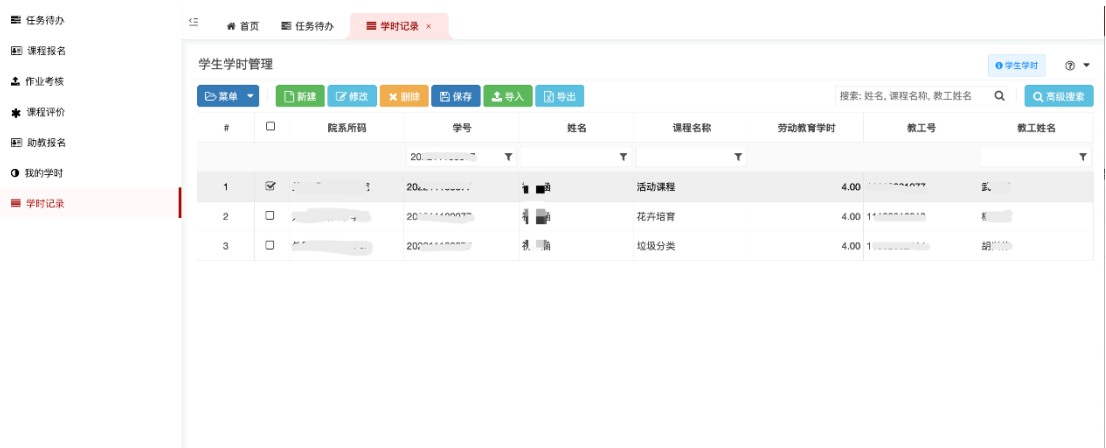 任务待办
课程报名
作业考核
课程评价
助教报名
我的学时
学时记录
首页 任务待办 学时记录 ×
学生学时管理 学生学时
菜单 新建 修改 删除 保存 导入 导出 搜索: 姓名, 课程名称, 教工姓名 高级搜索
# 院系所码 学号 姓名 课程名称 劳动教育学时 教工号 教工姓名
1 活动课程 4.00
2 花卉培育 4.00
3 垃圾分类 4.00